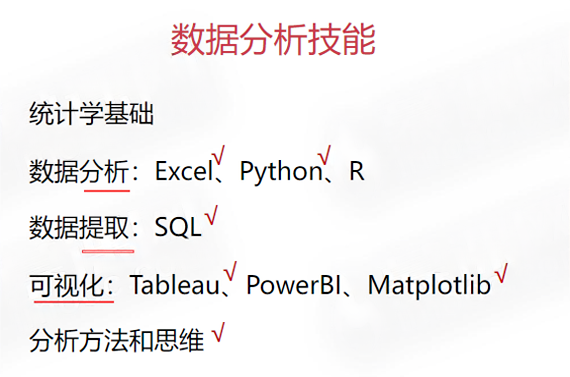 数据分析技能
统计学基础
数据分析：Excel√、Python√、R
数据提取：SQL√
可视化：Tableau√、PowerBI、Matplotlib√
分析方法和思维√